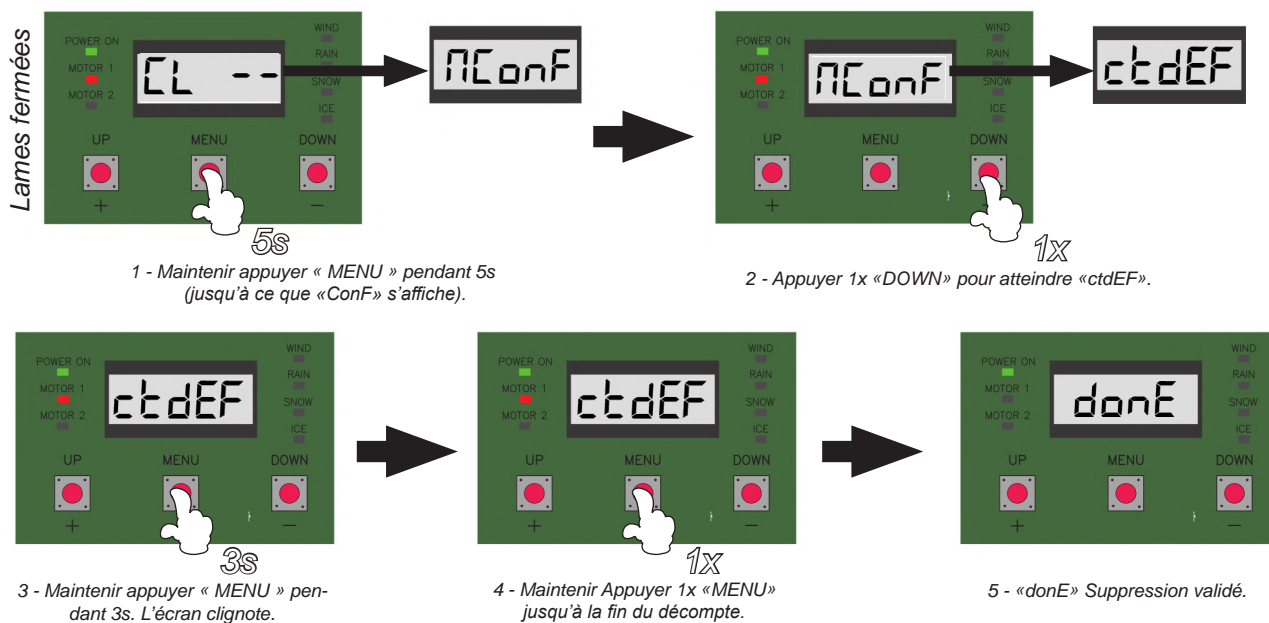 Lames fermées
POWER ON
MOTOR 1
MOTOR 2
CL --
WIND
RAIN
SNOW
ICE
UP
MENU
DOWN
+
−
5s
MConF
1 - Maintenir appuyer « MENU » pendant 5s
(jusqu'à ce que «ConF» s'affiche).
POWER ON
MOTOR 1
MOTOR 2
MConF
WIND
RAIN
SNOW
ICE
UP
MENU
DOWN
+
1x
ctdEF
2 - Appuyer 1x «DOWN» pour atteindre «ctdEF».
POWER ON
MOTOR 1
MOTOR 2
ctdEF
WIND
RAIN
SNOW
ICE
UP
MENU
DOWN
+
−
3s
3 - Maintenir appuyer « MENU » pen-
dant 3s. L'écran clignote.
POWER ON
MOTOR 1
MOTOR 2
ctdEF
WIND
RAIN
SNOW
ICE
UP
MENU
DOWN
+
−
1x
4 - Maintenir Appuyer 1x «MENU»
jusqu'à la fin du décompte.
POWER ON
MOTOR 1
MOTOR 2
donE
WIND
RAIN
SNOW
ICE
UP
MENU
DOWN
+
−
5 - «donE» Suppression validé.